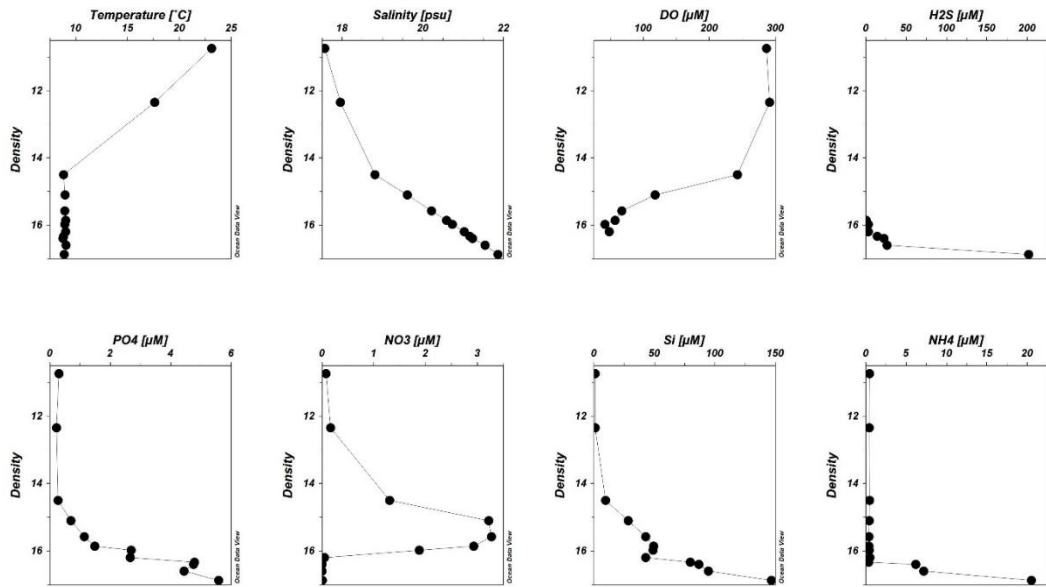 Temperature [˚C]
Salinity [psu]
DO [µM]
H2S [µM]
10
15
20
25
18
20
22
100
200
300
0
50
100
150
200
12
14
16
Density
12
14
16
Density
12
14
16
Density
12
14
16
Density
Ocean Data View
Ocean Data View
Ocean Data View
Ocean Data View
PO4 [µM]
NO3 [µM]
Si [µM]
NH4 [µM]
0
2
4
6
0
1
2
3
0
50
100
150
0
5
10
15
20
12
14
16
Density
12
14
16
Density
12
14
16
Density
12
14
16
Density
Ocean Data View
Ocean Data View
Ocean Data View
Ocean Data View